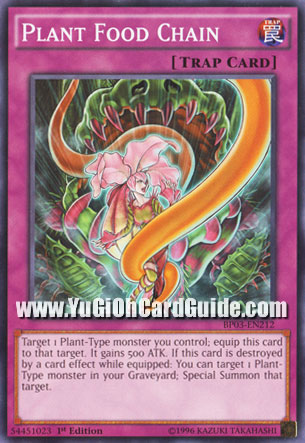 PLANT FOOD CHAIN
TRAP
罠
[TRAP CARD]
WWW.YUGIOHCARDGUIDE.COM
BP03-EN212
Target 1 Plant-Type monster you control; equip this card
to that target. It gains 500 ATK. If this card is destroyed
by a card effect while equipped: You can target 1 Plant-
Type monster in your Graveyard; Special Summon that
target.
54451023 1st Edition ©1996 KAZUKI TAKAHASHI